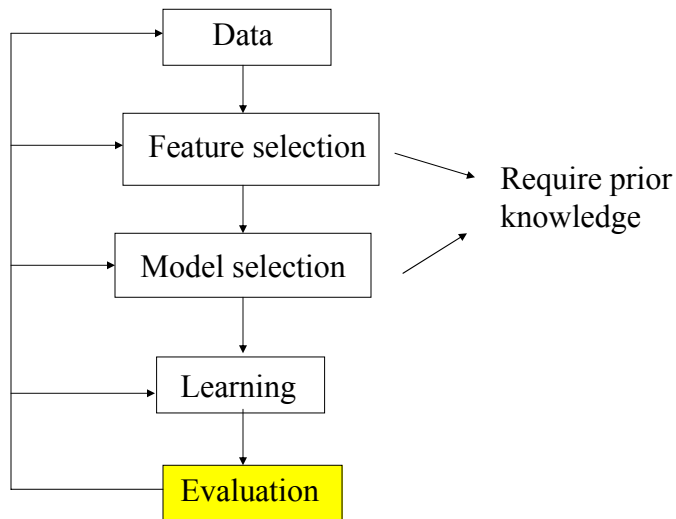 Data
Feature selection
Require prior
knowledge
Model selection
Learning
Evaluation